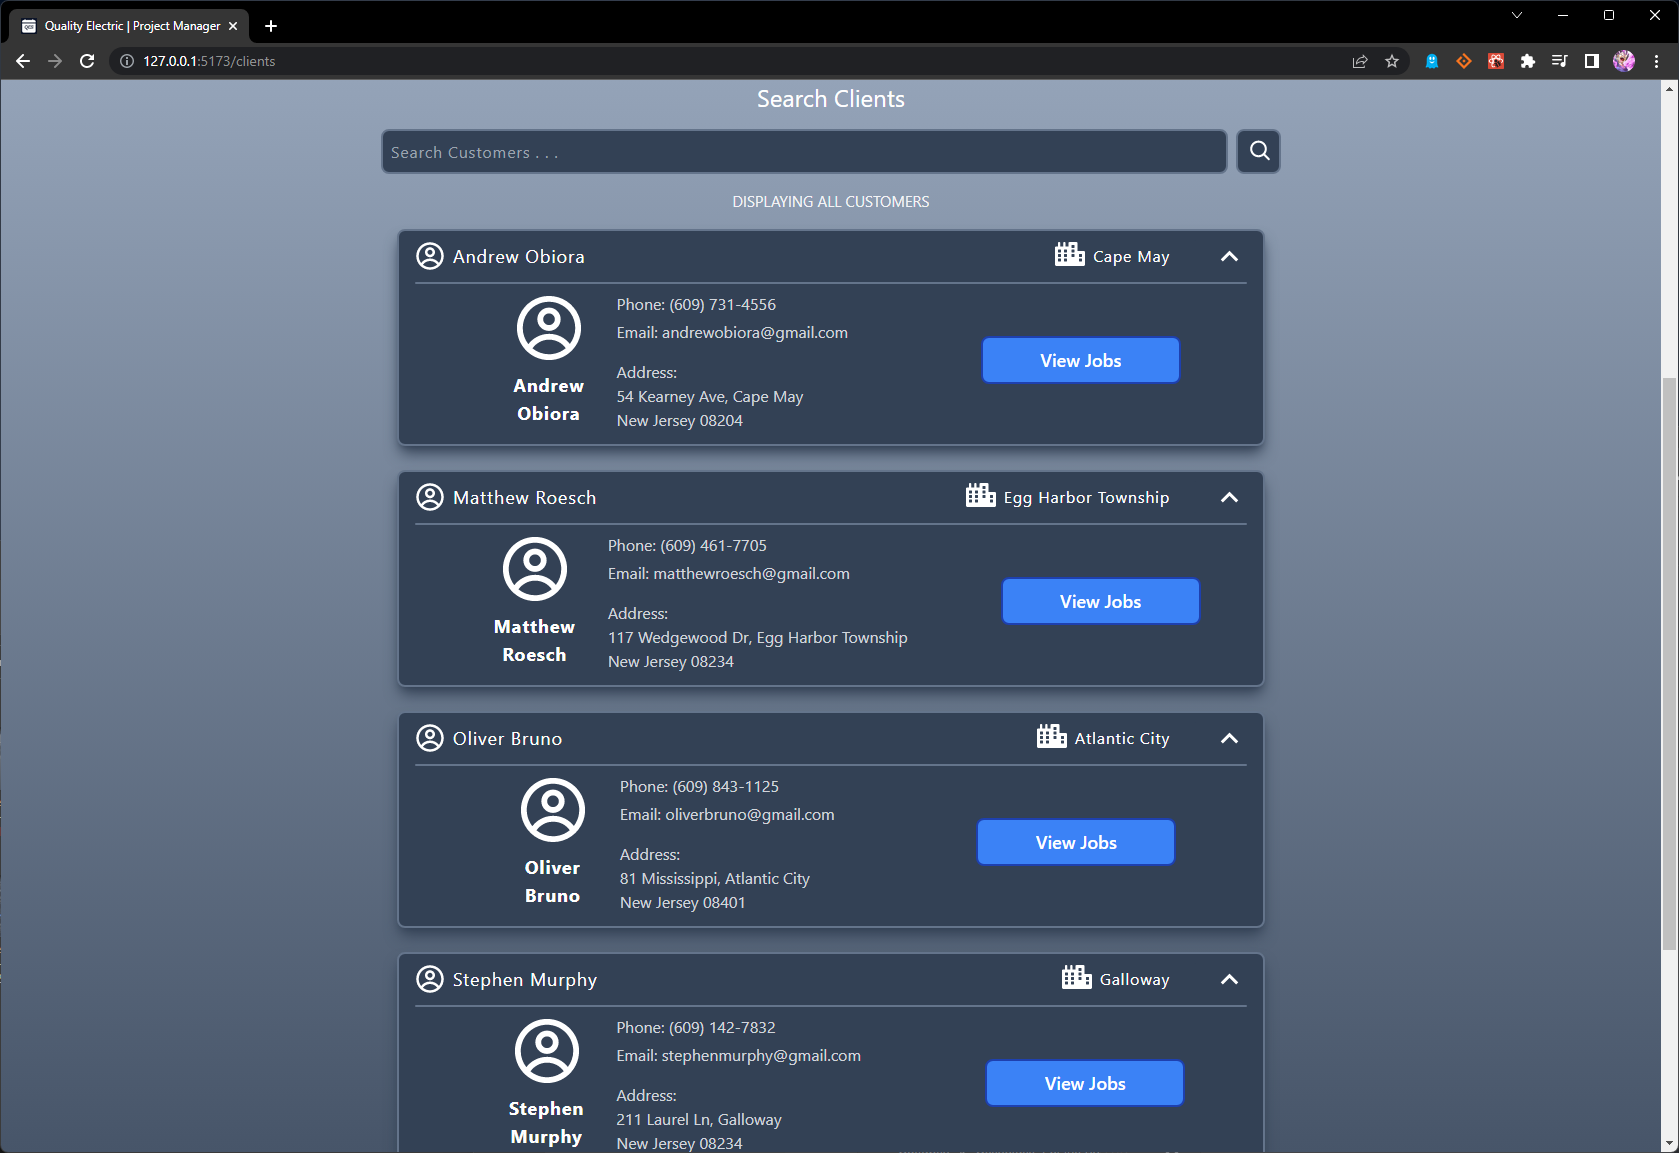 Quality Electric | Project Manager
127.0.0.1:5173/clients
Search Clients
Search Customers . . .
DISPLAYING ALL CUSTOMERS
Andrew Obiora
Cape May
Andrew
Obiora
Phone: (609) 731-4556
Email: andrewobiora@gmail.com
Address:
54 Kearney Ave, Cape May
New Jersey 08204
View Jobs
Matthew Roesch
Egg Harbor Township
Matthew
Roesch
Phone: (609) 461-7705
Email: matthewroesch@gmail.com
Address:
117 Wedgewood Dr, Egg Harbor Township
New Jersey 08234
View Jobs
Oliver Bruno
Atlantic City
Oliver
Bruno
Phone: (609) 843-1125
Email: oliverbruno@gmail.com
Address:
81 Mississippi, Atlantic City
New Jersey 08401
View Jobs
Stephen Murphy
Galloway
Stephen
Murphy
Phone: (609) 142-7832
Email: stephenmurphy@gmail.com
Address:
211 Laurel Ln, Galloway
New Jersey 08234
View Jobs